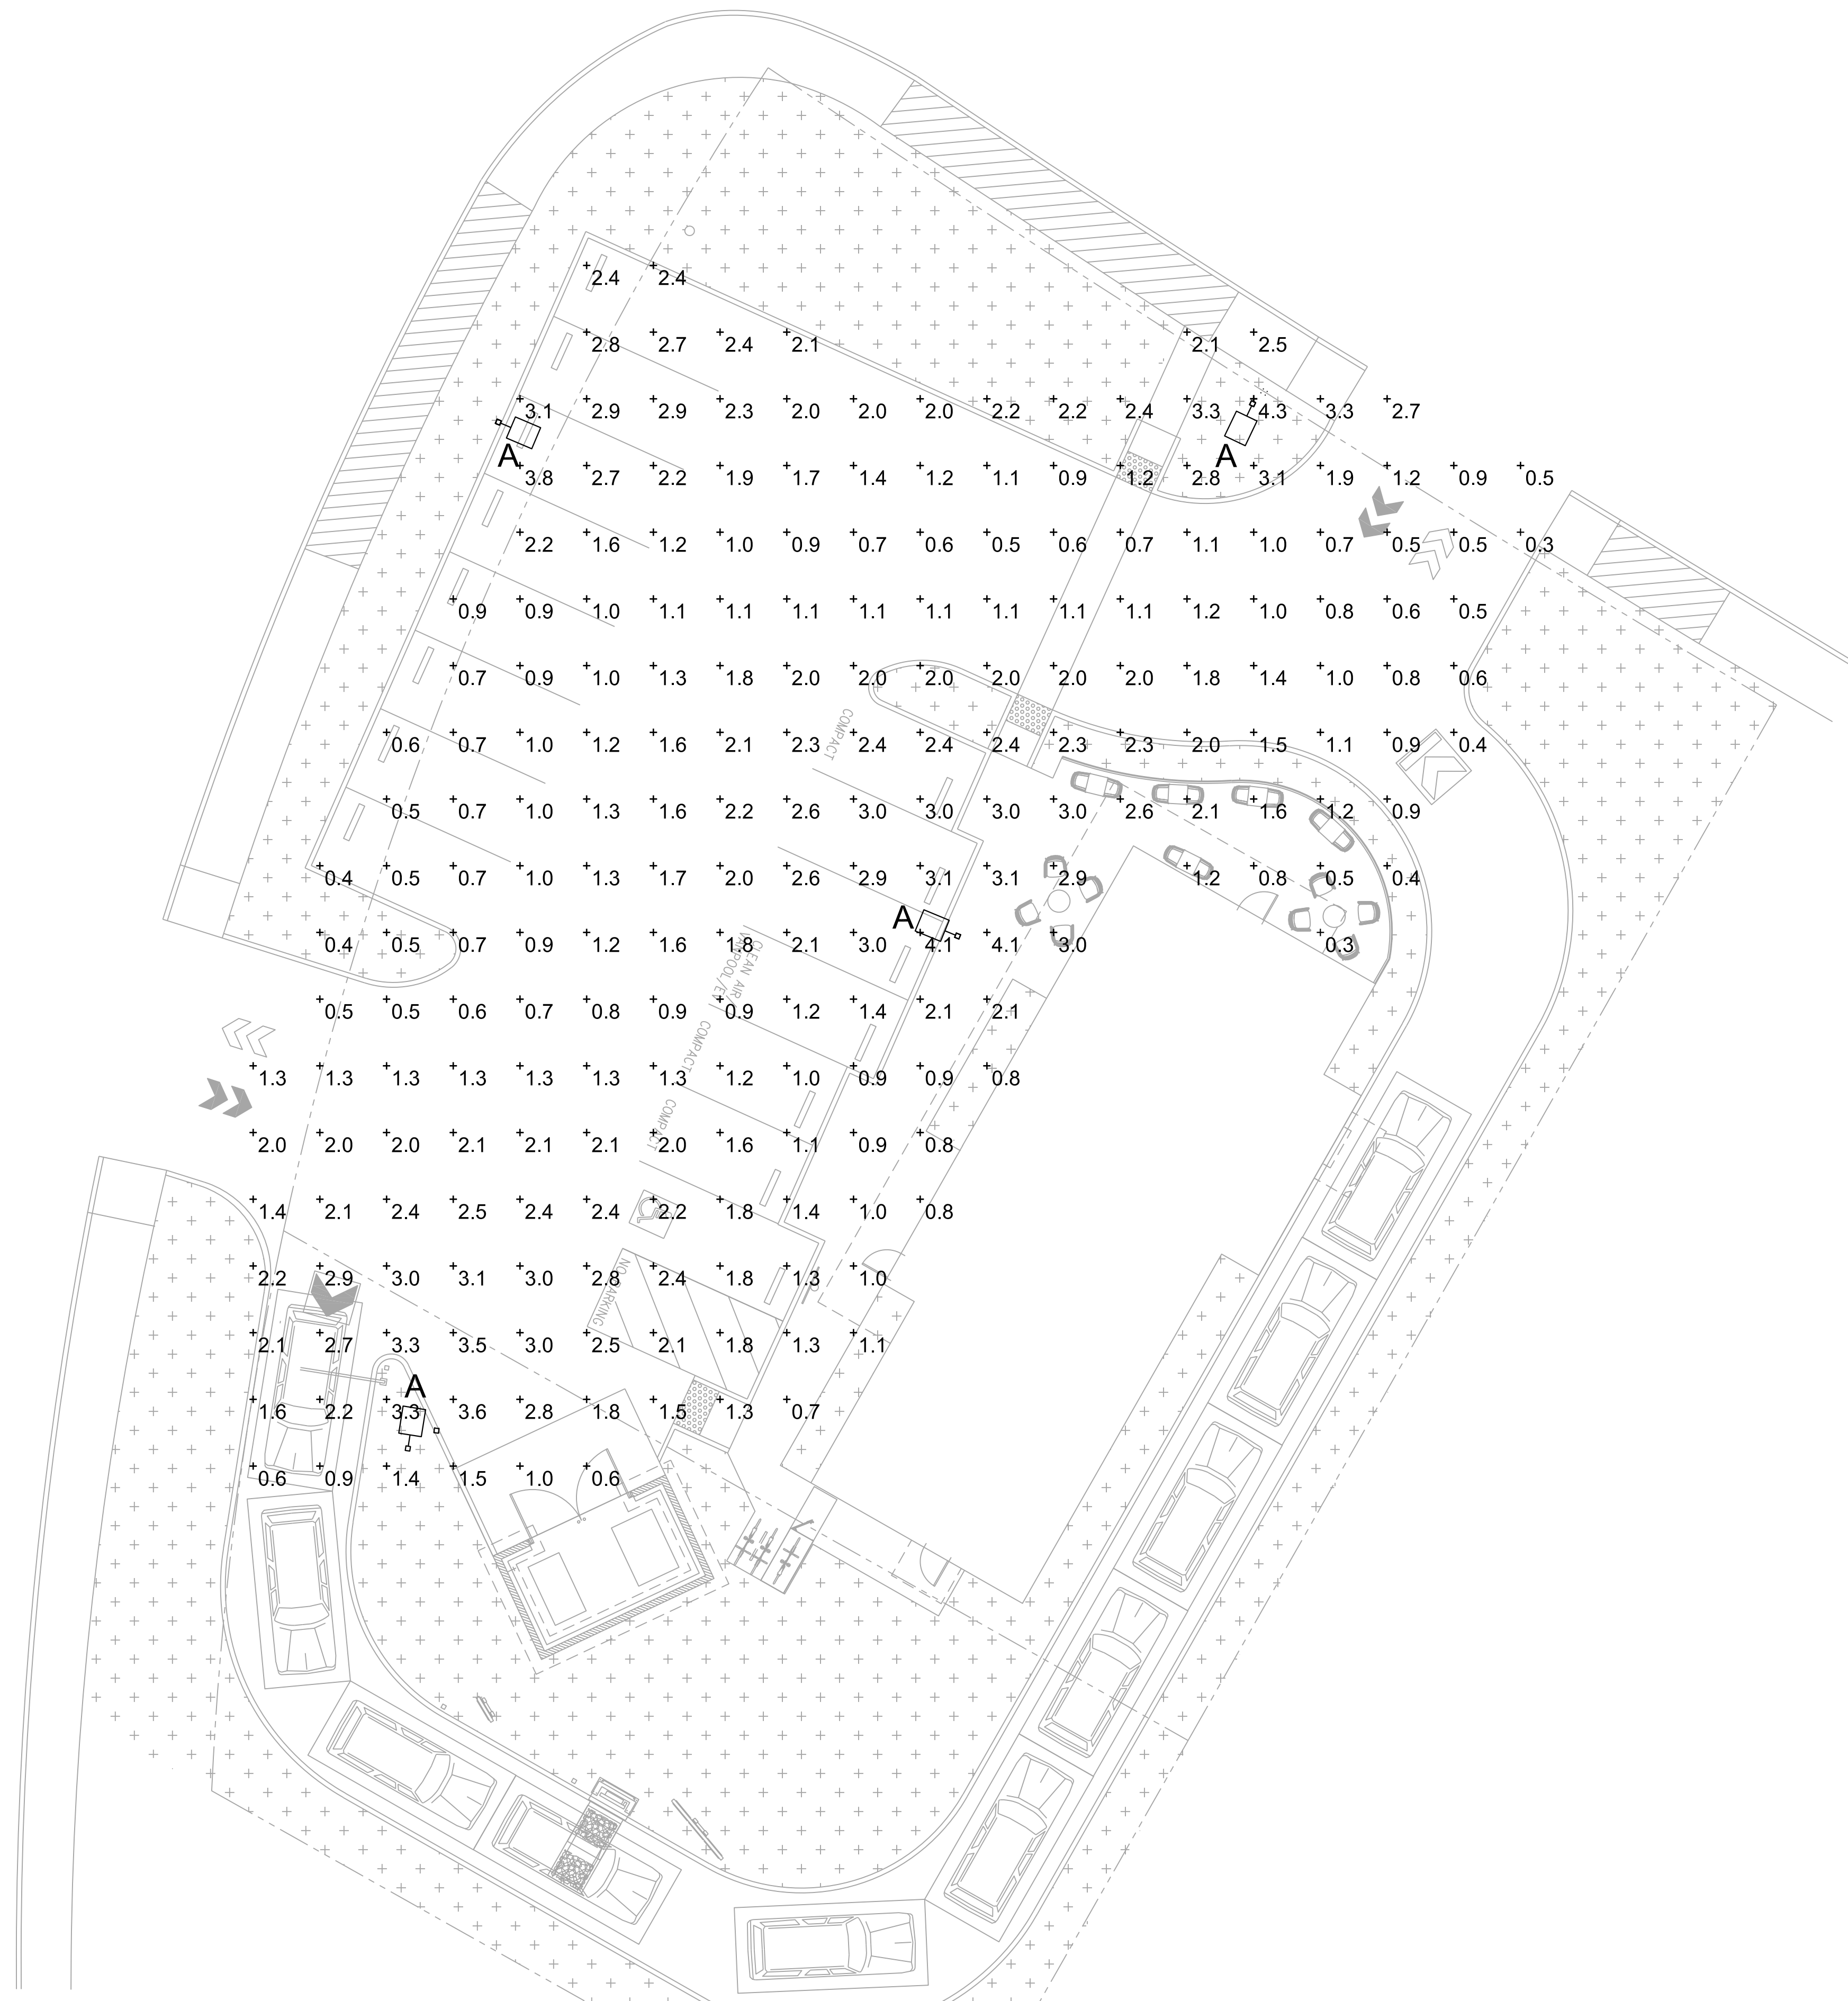 2.4 2.4
2.8 2.7 2.4 2.1 2.1 2.5
3.1 2.9 2.9 2.3 2.0 2.0 2.0 2.2 2.2 2.4 3.3 4.3 3.3 2.7
A A
3.8 2.7 2.2 1.9 1.7 1.4 1.2 1.1 0.9 1.2 2.8 3.1 1.9 1.2 0.9 0.5
2.2 1.6 1.2 1.0 0.9 0.7 0.6 0.5 0.6 0.7 1.1 1.0 0.7 0.5 0.5 0.3
0.9 0.9 1.0 1.1 1.1 1.1 1.1 1.1 1.1 1.1 1.1 1.2 1.0 0.8 0.6 0.5
0.7 0.9 1.0 1.3 1.8 2.0 2.0 2.0 2.0 2.0 2.0 1.8 1.4 1.0 0.8 0.6
COMPACT
0.6 0.7 1.0 1.2 1.6 2.1 2.3 2.4 2.4 2.4 2.3 2.3 2.0 1.5 1.1 0.9 0.4
0.5 0.7 1.0 1.3 1.6 2.2 2.6 3.0 3.0 3.0 3.0 2.6 2.1 1.6 1.2 0.9
0.4 0.5 0.7 1.0 1.3 1.7 2.0 2.6 2.9 3.1 3.1 2.9 1.2 0.8 0.5 0.4
A
0.4 0.5 0.7 0.9 1.2 1.6 1.8 2.1 3.0 4.1 4.1 3.0 0.3
CLEAN AIR/
VANPOOL/EV
0.5 0.5 0.6 0.7 0.8 0.9 0.9 1.2 1.4 2.1 2.1
COMPACT
1.3 1.3 1.3 1.3 1.3 1.3 1.3 1.2 1.0 0.9 0.9 0.8
COMPACT
2.0 2.0 2.0 2.1 2.1 2.1 2.0 1.6 1.1 0.9 0.8
1.4 2.1 2.4 2.5 2.4 2.4 2.2 1.8 1.4 1.0 0.8
2.2 2.9 3.0 3.1 3.0 2.8 2.4 1.8 1.3 1.0
NO PARKING
2.1 2.7 3.3 3.5 3.0 2.5 2.1 1.8 1.3 1.1
A
1.6 2.2 3.3 3.6 2.8 1.8 1.5 1.3 0.7
0.6 0.9 1.4 1.5 1.0 0.6